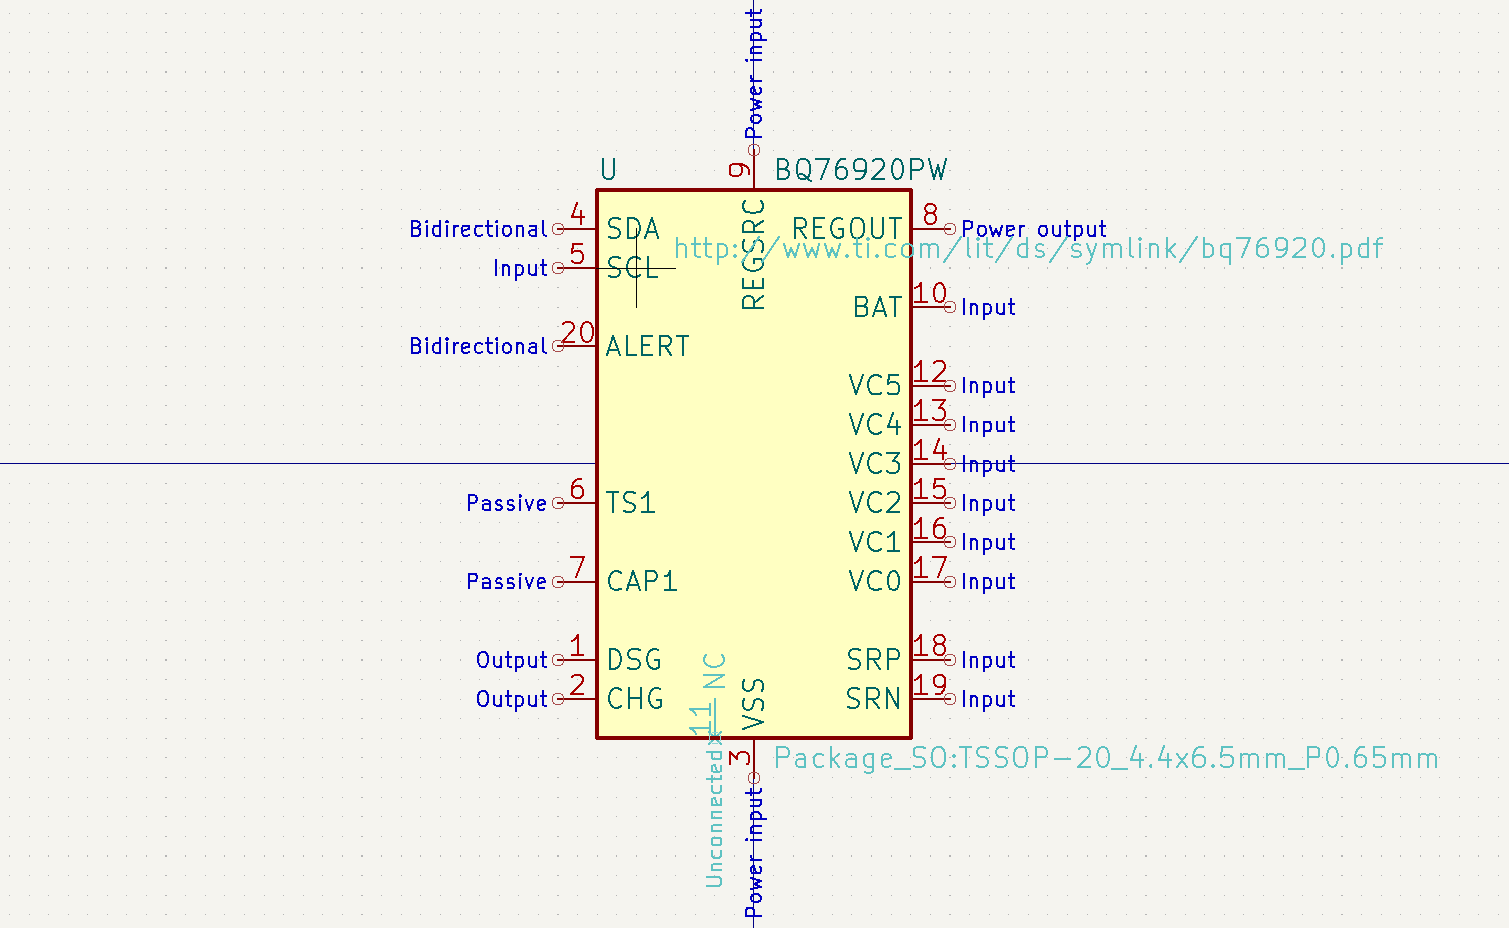 Power input
9
U
BQ76920PW
Bidirectional 4 SDA
REGSRC
REGOUT 8 Power output
http://www.ti.com/lit/ds/symlink/bq76920.pdf
Input 5 SCL
BAT 10 Input
Bidirectional 20 ALERT
VC5 12 Input
VC4 13 Input
VC3 14 Input
Passive 6 TS1
VC2 15 Input
VC1 16 Input
Passive 7 CAP1
VC0 17 Input
Output 1 DSG
SRP 18 Input
Output 2 CHG
SRN 19 Input
NC
11
Unconnected
VSS
3
Power input
Package_SO:TSSOP-20_4.4x6.5mm_P0.65mm